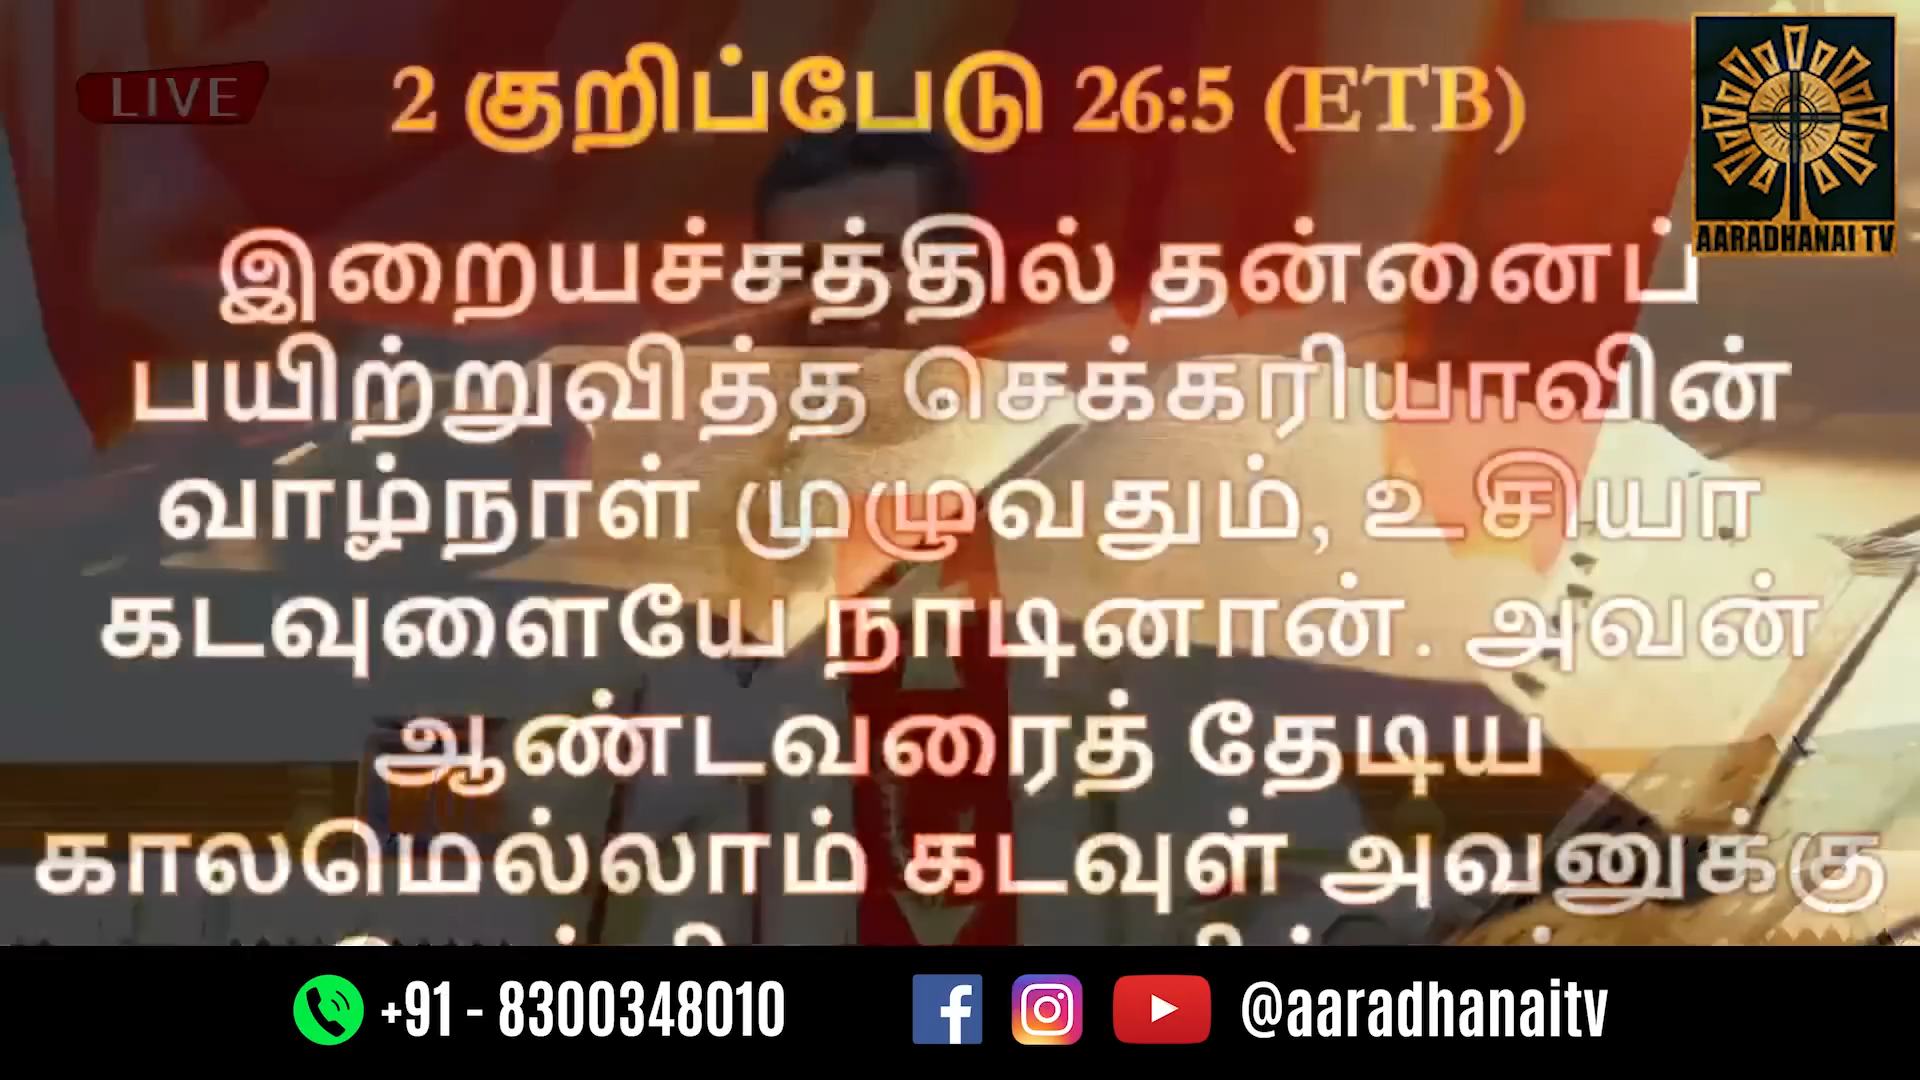 LIVE
2 குறிப்பேடு 26:5 (ETB)
AARADHANAI TV
இறையச்சத்தில் தன்னைப்
பயிற்றுவித்த செக்கரியாவின்
வாழ்நாள் முழுவதும், உசியா
கடவுளையே நாடினான். அவன்
ஆண்டவரைத் தேடிய
காலமெல்லாம் கடவுள் அவனுக்கு
+91 - 8300348010
@aaradhanaitv